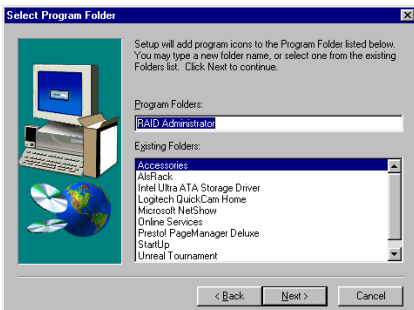 Select Program Folder
Setup will add program icons to the Program Folder listed below.
You may type a new folder name, or select one from the existing
Folders list. Click Next to continue.
Program Folders:
RAID Administrator
Existing Folders:
Accessories
AlsRack
Intel Ultra ATA Storage Driver
Logitech QuickCam Home
Microsoft NetShow
Online Services
Presto! PageManager Deluxe
StartUp
Unreal Tournament
< Back
Next >
Cancel